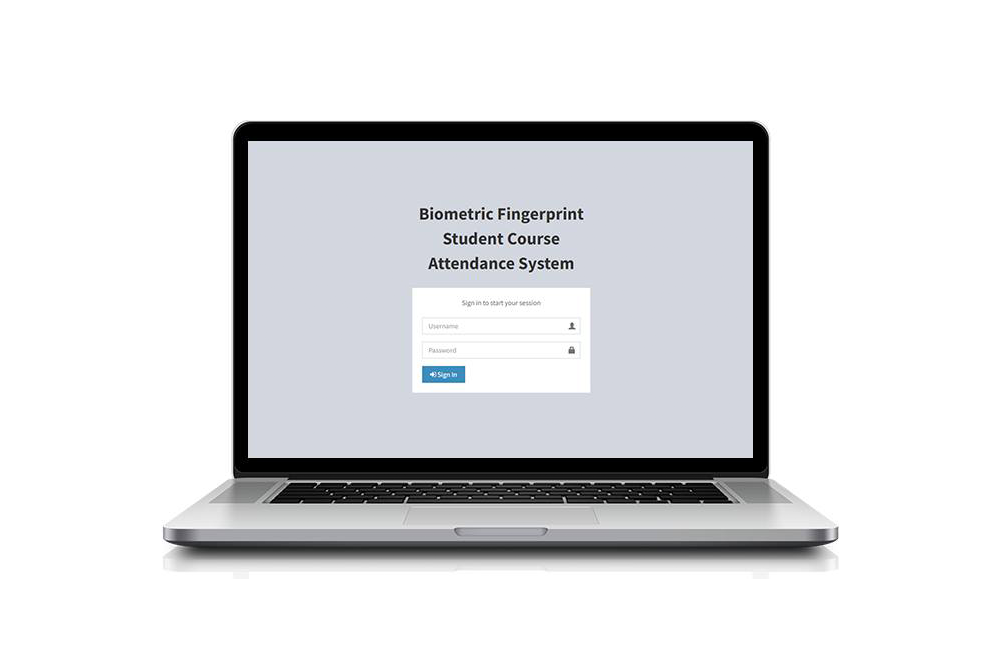 Biometric Fingerprint
Student Course
Attendance System
Sign in to start your session
Username
Password
Sign In